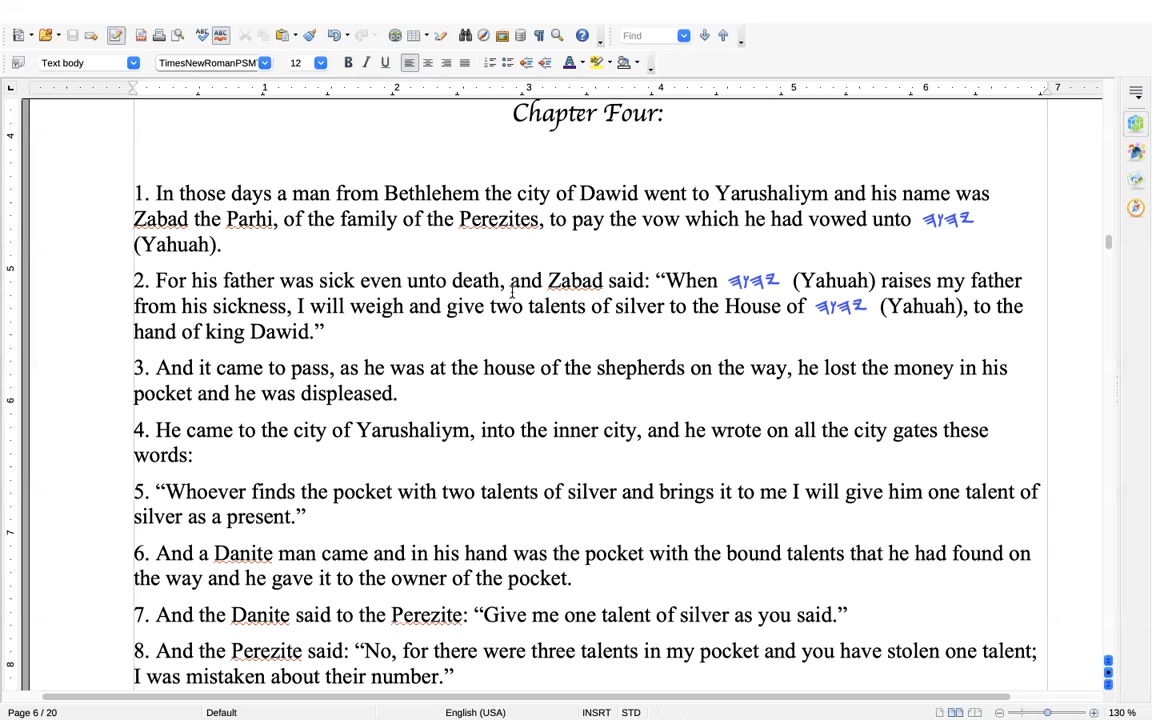 Text body TimesNewRomanPSM 12 Find
1 2 3 4 5 6 7
Chapter Four:
1. In those days a man from Bethlehem the city of Dawid went to Yarushaliym and his name was
Zabad the Parhi, of the family of the Perezites, to pay the vow which he had vowed unto 𐤉𐤄𐤅𐤄
(Yahuah).
2. For his father was sick even unto death, and Zabad said: “When 𐤉𐤄𐤅𐤄 (Yahuah) raises my father
from his sickness, I will weigh and give two talents of silver to the House of 𐤉𐤄𐤅𐤄 (Yahuah), to the
hand of king Dawid.”
3. And it came to pass, as he was at the house of the shepherds on the way, he lost the money in his
pocket and he was displeased.
4. He came to the city of Yarushaliym, into the inner city, and he wrote on all the city gates these
words:
5. “Whoever finds the pocket with two talents of silver and brings it to me I will give him one talent of
silver as a present.”
6. And a Danite man came and in his hand was the pocket with the bound talents that he had found on
the way and he gave it to the owner of the pocket.
7. And the Danite said to the Perezite: “Give me one talent of silver as you said.”
8. And the Perezite said: “No, for there were three talents in my pocket and you have stolen one talent;
I was mistaken about their number.”
Page 6 / 20 Default English (USA) INSRT STD 130 %